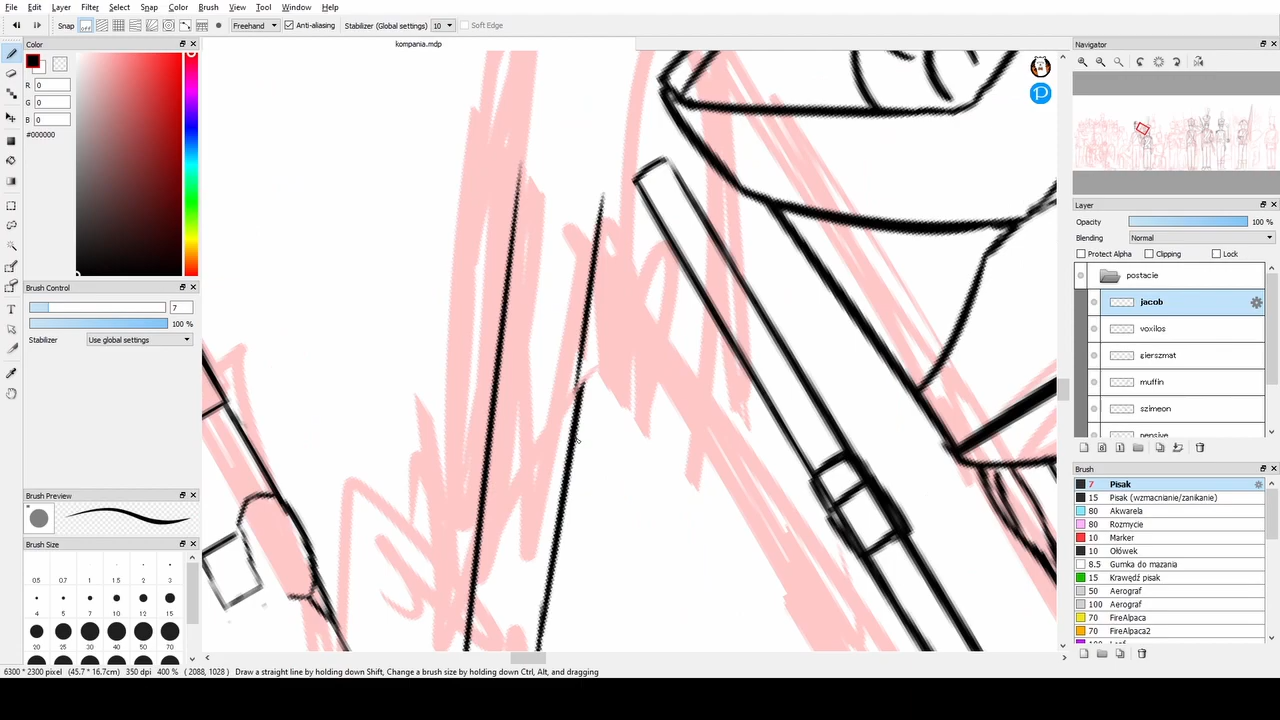 File Edit Layer Filter Select Snap Color Brush View Tool Window Help
Snap off Freehand Anti-aliasing Stabilizer (Global settings) 10 Soft Edge
Color
kompania.mdp
Navigator
R 0
G 0
B 0
#000000
Layer
Opacity 100 %
Blending Normal
Protect Alpha Clipping Lock
postacie
jacob
voxilos
gierszmat
muffin
szimeon
pensive
Brush Control
7
100 %
Stabilizer Use global settings
Brush
7 Pisak
15 Pisak (wzmacnianie/zanikanie)
80 Akwarela
80 Rozmycie
10 Marker
10 Ołówek
8.5 Gumka do mazania
15 Krawędź pisak
50 Aerograf
100 Aerograf
70 FireAlpaca
70 FireAlpaca2
Brush Preview
Brush Size
0.5 0.7 1 1.5 2 3
4 5 7 10 12 15
20 25 30 40 50 70
6300 * 2300 pixel (45.7 * 16.7cm) 350 dpi 400 % ( 2088, 1028 ) Draw a straight line by holding down Shift, Change a brush size by holding down Ctrl, Alt, and dragging